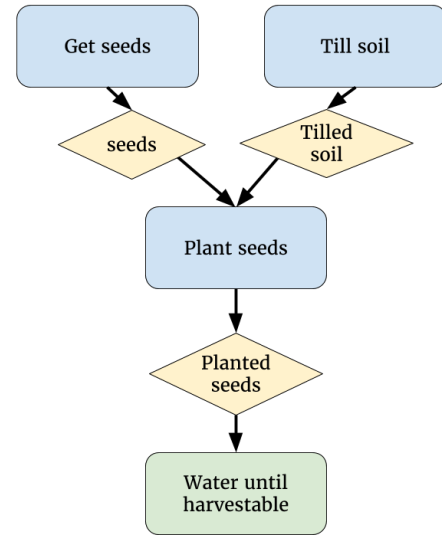 Get seeds
Till soil
seeds
Tilled
soil
Plant seeds
Planted
seeds
Water until
harvestable